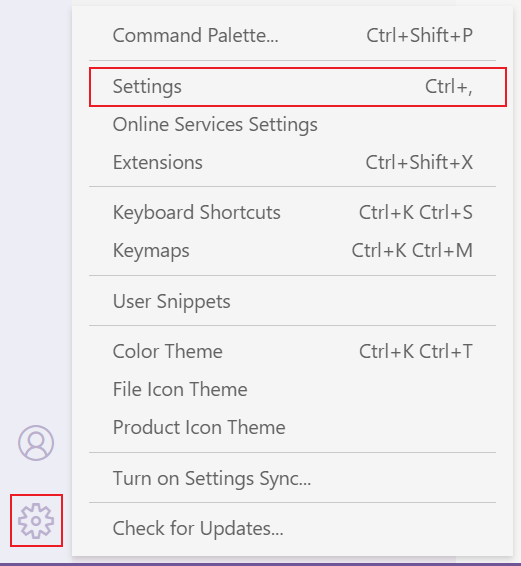 Command Palette... Ctrl+Shift+P
Settings Ctrl+,
Online Services Settings
Extensions Ctrl+Shift+X
Keyboard Shortcuts Ctrl+K Ctrl+S
Keymaps Ctrl+K Ctrl+M
User Snippets
Color Theme Ctrl+K Ctrl+T
File Icon Theme
Product Icon Theme
Turn on Settings Sync...
Check for Updates...